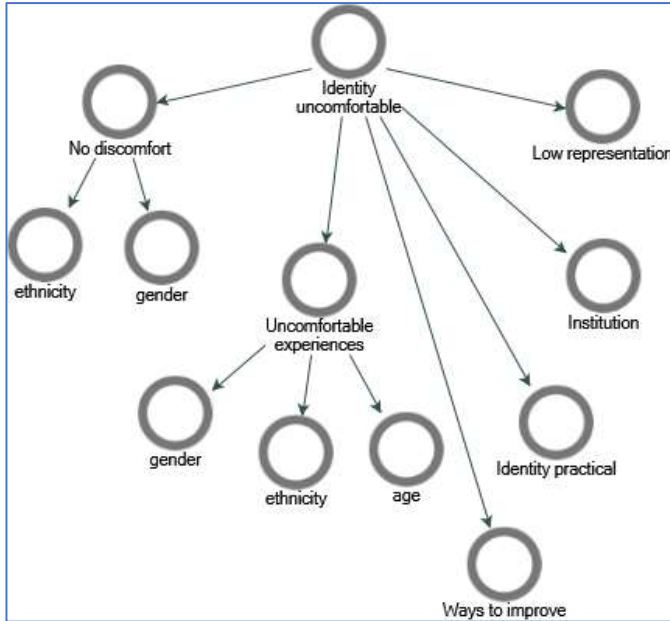 Identity
uncomfortable
No discomfort
Low representation
ethnicity
gender
Uncomfortable
experiences
Institution
gender
ethnicity
age
Identity practical
Ways to improve